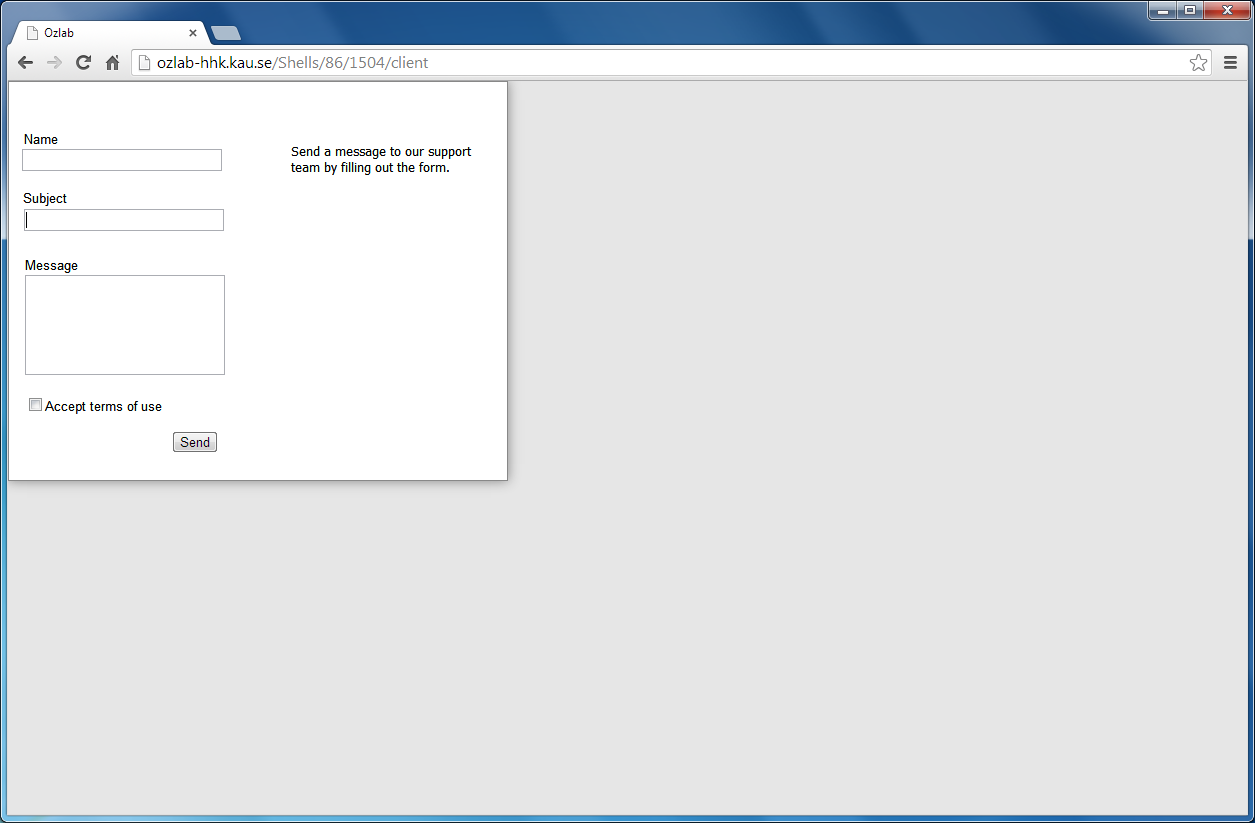 Ozlab
ozlab-hhk.kau.se/Shells/86/1504/client
Name
Send a message to our support
team by filling out the form.
Subject
Message
Accept terms of use
Send